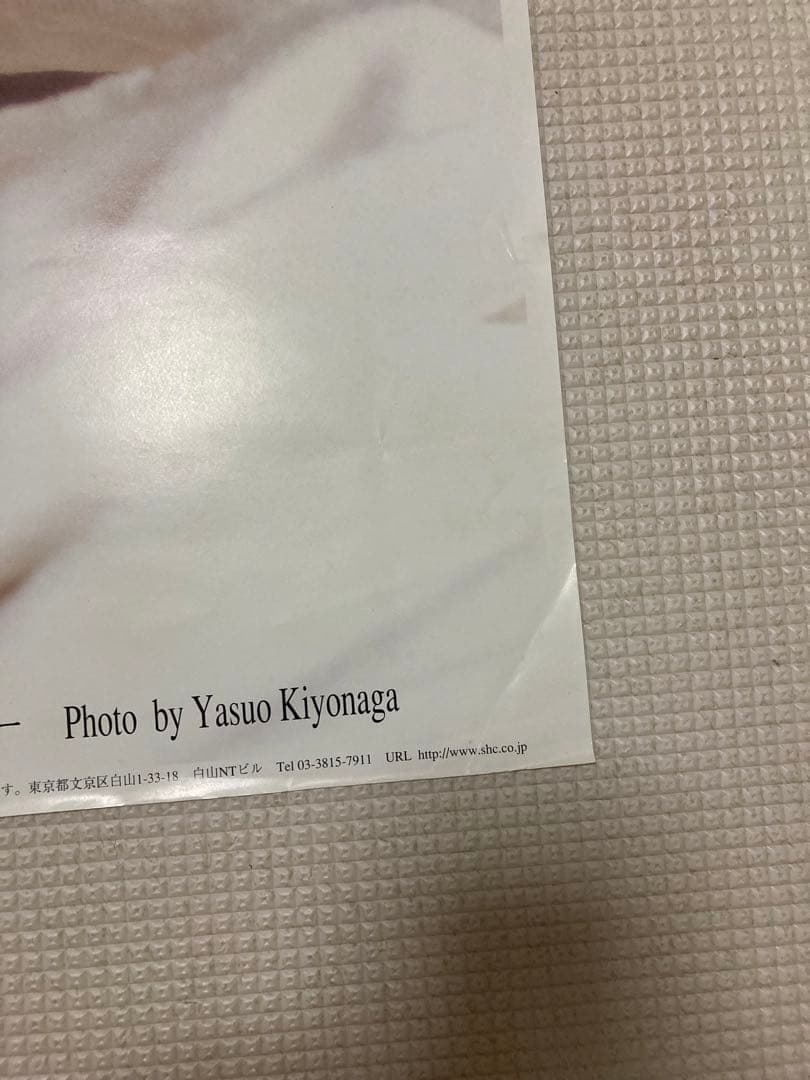 ー Photo by Yasuo Kiyonaga
す。東京都文京区白山1-33-18 白山NTビル Tel 03-3815-7911 URL http://www.shc.co.jp